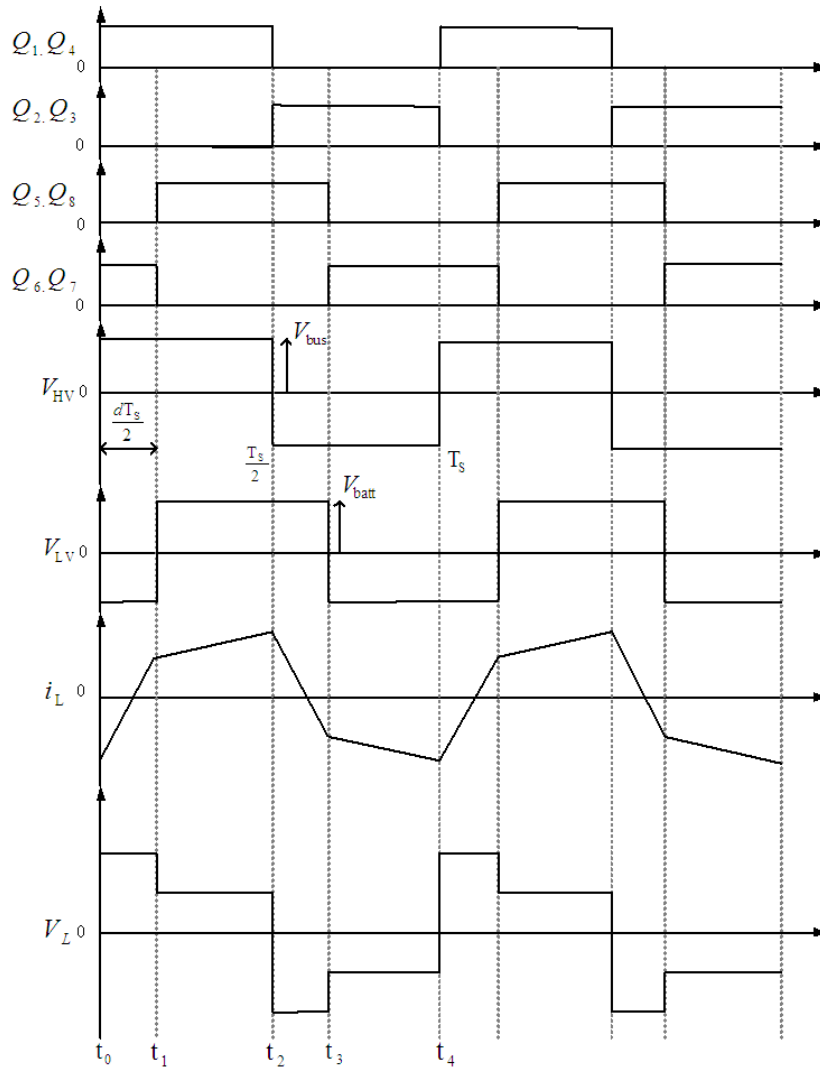 Q1. Q4
0
Q2. Q3
0
Q5. Q8
0
Q6. Q7
0
Vbus
VHV 0
dTs
2
Ts
2
Ts
Vbatt
VLV 0
iL 0
VL 0
t0 t1 t2 t3 t4